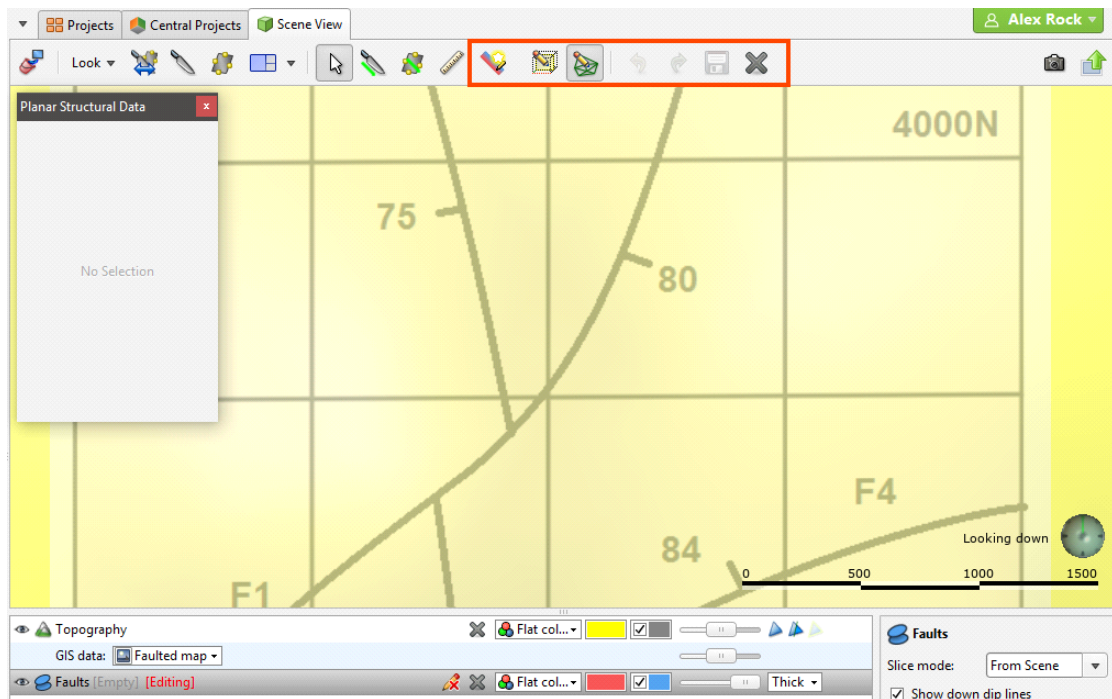 Projects Central Projects Scene View Alex Rock
Look
Planar Structural Data x
4000N
75
No Selection
80
F4
84
Looking down
0 500 1000 1500
F1
Topography Flat col...
GIS data: Faulted map
Faults [Empty] [Editing] Flat col... Thick
Faults
Slice mode: From Scene
Show down dip lines